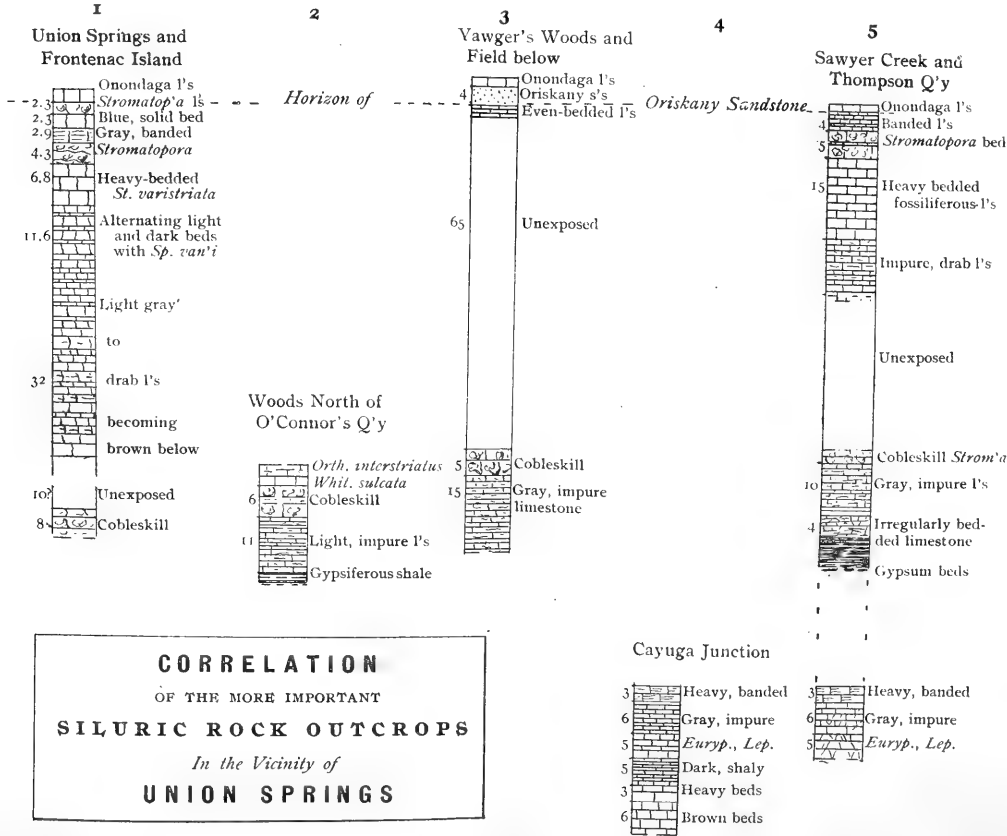 1
Union Springs and
Frontenac Island
Onondaga l's
2.3 Stromatop'a l's
2.3 Blue, solid bed
2.9 Gray, banded
4.3 Stromatopora
6.8 Heavy-bedded
St. varistriata
11.6 Alternating light
and dark beds
with Sp. van'i
Light gray
to
32 drab l's
becoming
brown below
10? Unexposed
8 Cobleskill
2
Horizon of
Woods North of
O'Connor's Q'y
Orth. interstriatus
Whit. sulcata
6 Cobleskill
11 Light, impure l's
Gypsiferous shale
3
Yawger's Woods and
Field below
Onondaga l's
4 Oriskany s's
Even-bedded l's
65 Unexposed
5 Cobleskill
15 Gray, impure
limestone
4
Oriskany Sandstone
Cayuga Junction
3 Heavy, banded
6 Gray, impure
5 Euryp., Lep.
5 Dark, shaly
3 Heavy beds
6 Brown beds
5
Sawyer Creek and
Thompson Q'y
Onondaga l's
4 Banded l's
5 Stromatopora bed
15 Heavy bedded
fossiliferous l's
Impure, drab l's
Unexposed
Cobleskill Strom'a
10 Gray, impure l's
4 Irregularly bed-
ded limestone
Gypsum beds
3 Heavy, banded
6 Gray, impure
5 Euryp., Lep.
CORRELATION
OF THE MORE IMPORTANT
SILURIC ROCK OUTCROPS
In the Vicinity of
UNION SPRINGS